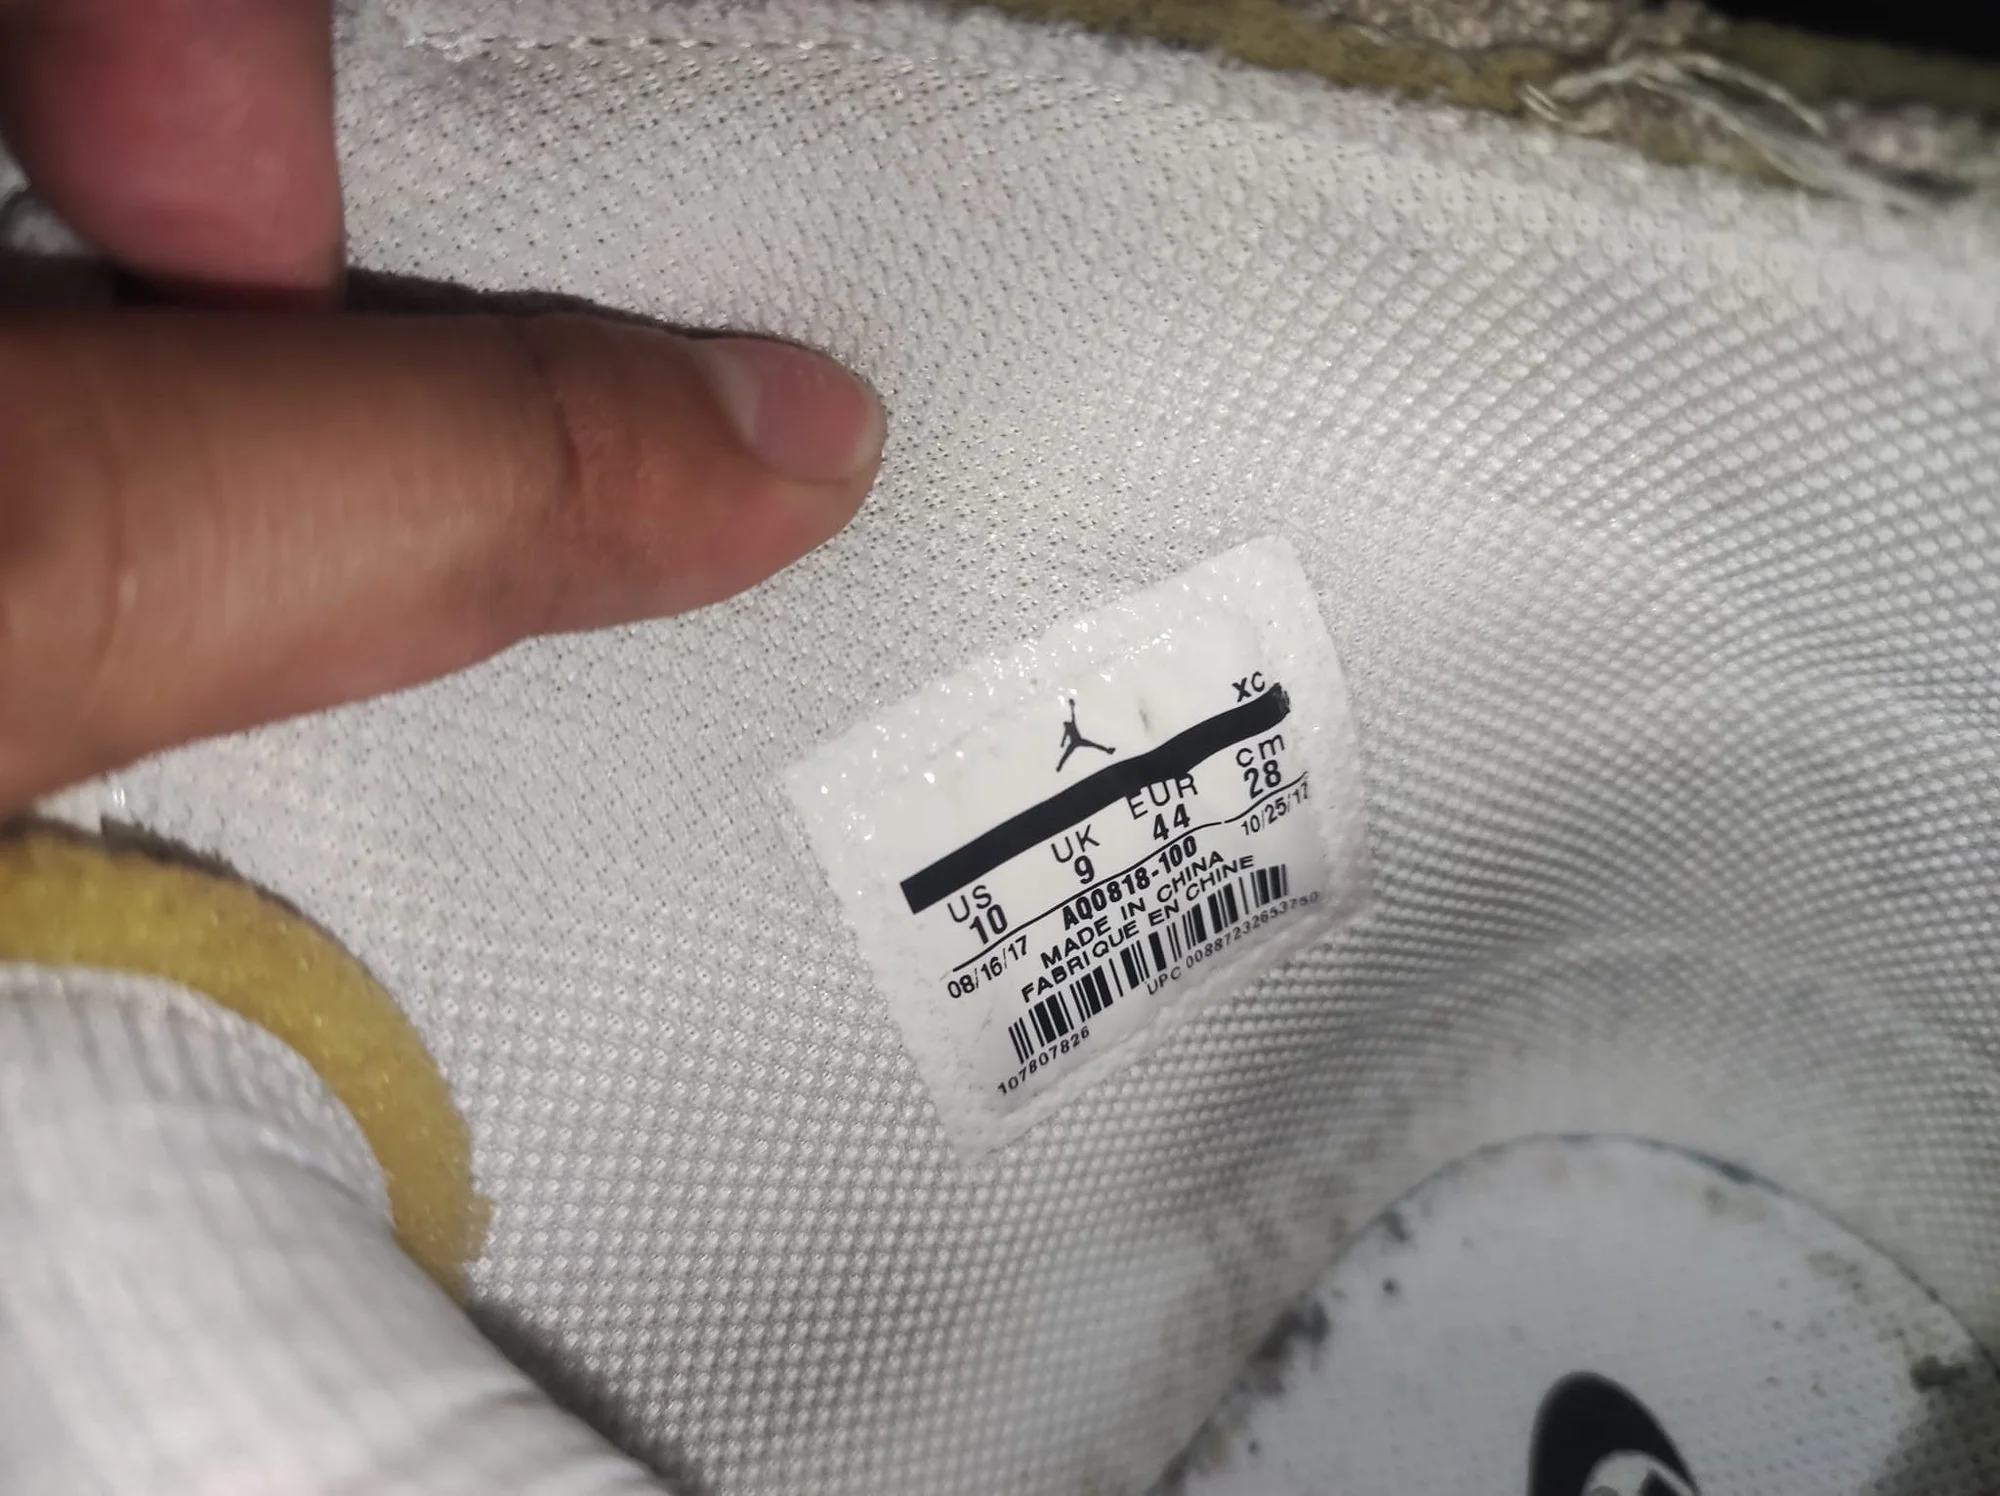 XC
US UK EUR cm
10 9 44 28
08/16/17 AQ0818-100 10/25/17
MADE IN CHINA
FABRIQUE EN CHINE
UPC 00887232653750
107807826